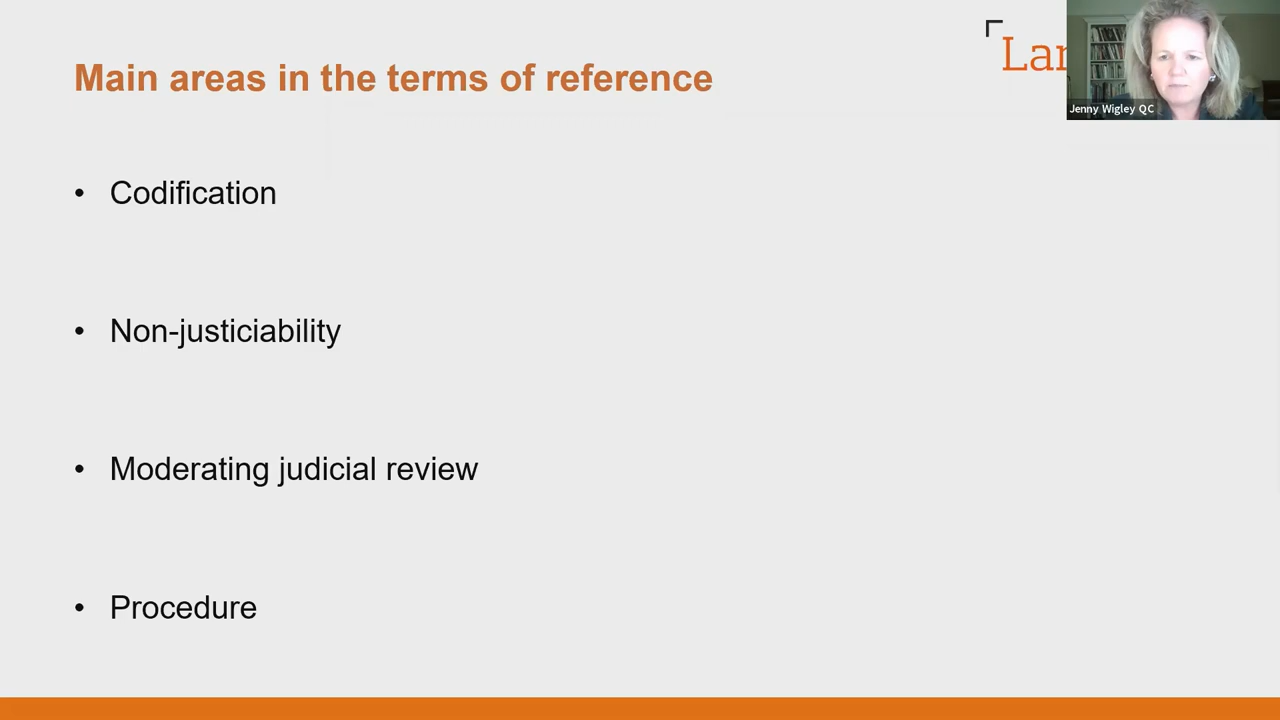 Main areas in the terms of reference
Jenny Wigley QC
• Codification
• Non-justiciability
• Moderating judicial review
• Procedure